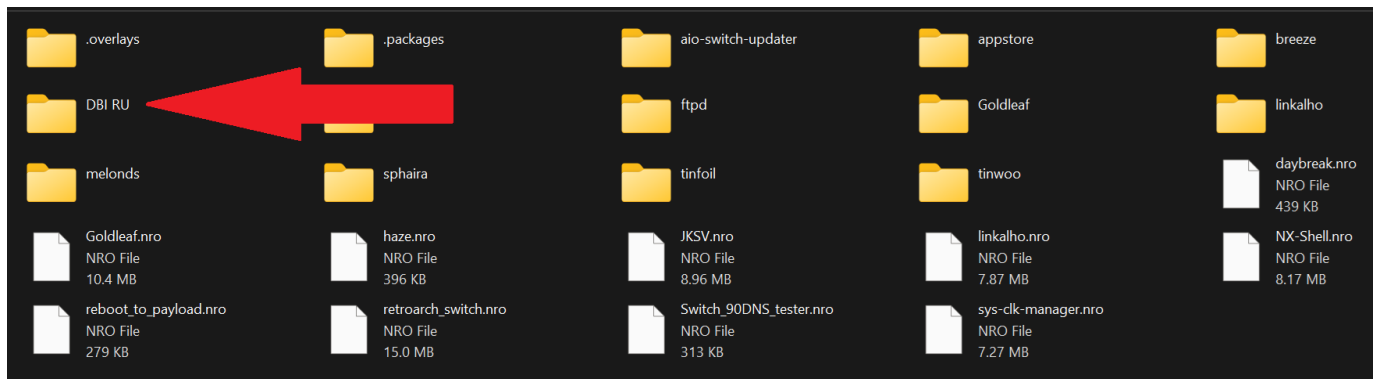 .overlays
.packages
aio-switch-updater
appstore
breeze
DBI RU
ftpd
Goldleaf
linkalho
melonds
sphaira
tinfoil
tinwoo
daybreak.nro
NRO File
439 KB
Goldleaf.nro
NRO File
10.4 MB
haze.nro
NRO File
396 KB
JKSV.nro
NRO File
8.96 MB
linkalho.nro
NRO File
7.87 MB
NX-Shell.nro
NRO File
8.17 MB
reboot_to_payload.nro
NRO File
279 KB
retroarch_switch.nro
NRO File
15.0 MB
Switch_90DNS_tester.nro
NRO File
313 KB
sys-clk-manager.nro
NRO File
7.27 MB